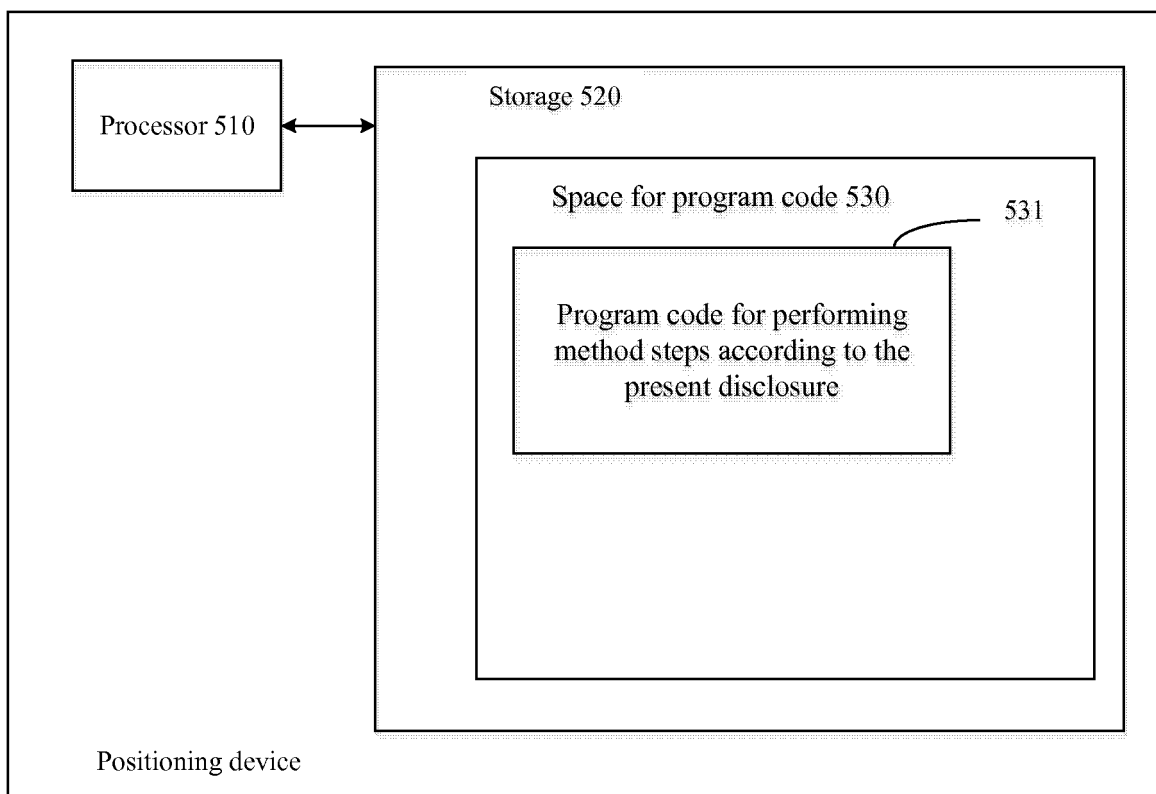 Storage 520
Processor 510
Space for program code 530
531
Program code for performing
method steps according to the
present disclosure
Positioning device